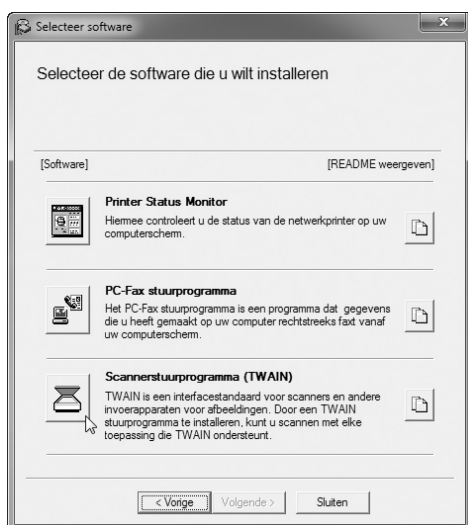 Selecteer software
Selecteer de software die u wilt installeren
[Software] [README weergeven]
Printer Status Monitor
Hiermee controleert u de status van de netwerkprinter op uw
computerscherm.
PC-Fax stuurprogramma
Het PC-Fax stuurprogramma is een programma dat gegevens
die u heeft gemaakt op uw computer rechtstreeks faxt vanaf
uw computerscherm.
Scannerstuurprogramma (TWAIN)
TWAIN is een interfacestandaard voor scanners en andere
invoerapparaten voor afbeeldingen. Door een TWAIN
stuurprogramma te installeren, kunt u scannen met elke
toepassing die TWAIN ondersteunt.
< Vorige Volgende > Sluiten